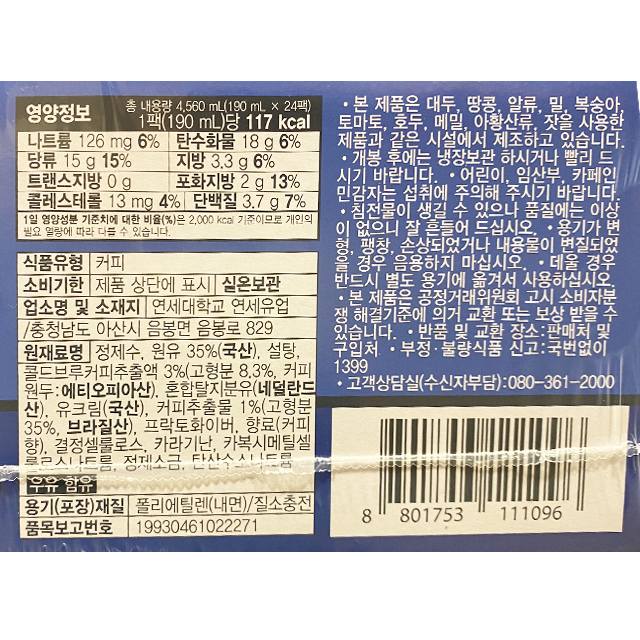 영양정보
총 내용량 4,560 mL(190 mL × 24팩)
1팩(190 mL)당 117 kcal
나트륨 126 mg 6% 탄수화물 18 g 6%
당류 15 g 15% 지방 3.3 g 6%
트랜스지방 0 g 포화지방 2 g 13%
콜레스테롤 13 mg 4% 단백질 3.7 g 7%
1일 영양성분 기준치에 대한 비율(%)은 2,000 kcal 기준이므로 개인의
필요 열량에 따라 다를 수 있습니다.
식품유형 커피
소비기한 제품 상단에 표시 실온보관
업소명 및 소재지 연세대학교 연세유업
/충청남도 아산시 음봉면 음봉로 829
원재료명 정제수, 원유 35%(국산), 설탕,
콜드브루커피추출액 3%(고형분 8.3%, 커피
원두:에티오피아산), 혼합탈지분유(네덜란드
산), 유크림(국산), 커피추출물 1%(고형분
35%, 브라질산), 프락토화이버, 향료(커피
향), 결정셀룰로스, 카라기난, 카복시메틸셀
룰로스나트륨, 정제소금, 탄산수소나트륨
우유 함유
용기(포장)재질 폴리에틸렌(내면)/질소충전
품목보고번호 19930461022271
• 본 제품은 대두, 땅콩, 알류, 밀, 복숭아,
토마토, 호두, 메밀, 아황산류, 잣을 사용한
제품과 같은 시설에서 제조하고 있습니다.
• 개봉 후에는 냉장보관 하시거나 빨리 드
시기 바랍니다. • 어린이, 임산부, 카페인
민감자는 섭취에 주의해 주시기 바랍니다.
• 침전물이 생길 수 있으나 품질에는 이상
이 없으니 잘 흔들어 드십시오. • 용기가 변
형, 팽창, 손상되었거나 내용물이 변질되었
을 경우 음용하지 마십시오. • 데울 경우
반드시 별도 용기에 옮겨서 사용하십시오.
• 본 제품은 공정거래위원회 고시 소비자분
쟁 해결기준에 의거 교환 또는 보상 받을 수
있습니다. • 반품 및 교환 장소:판매처 및
구입처 • 부정·불량식품 신고:국번없이
1399
• 고객상담실(수신자부담):080-361-2000
8 801753 111096